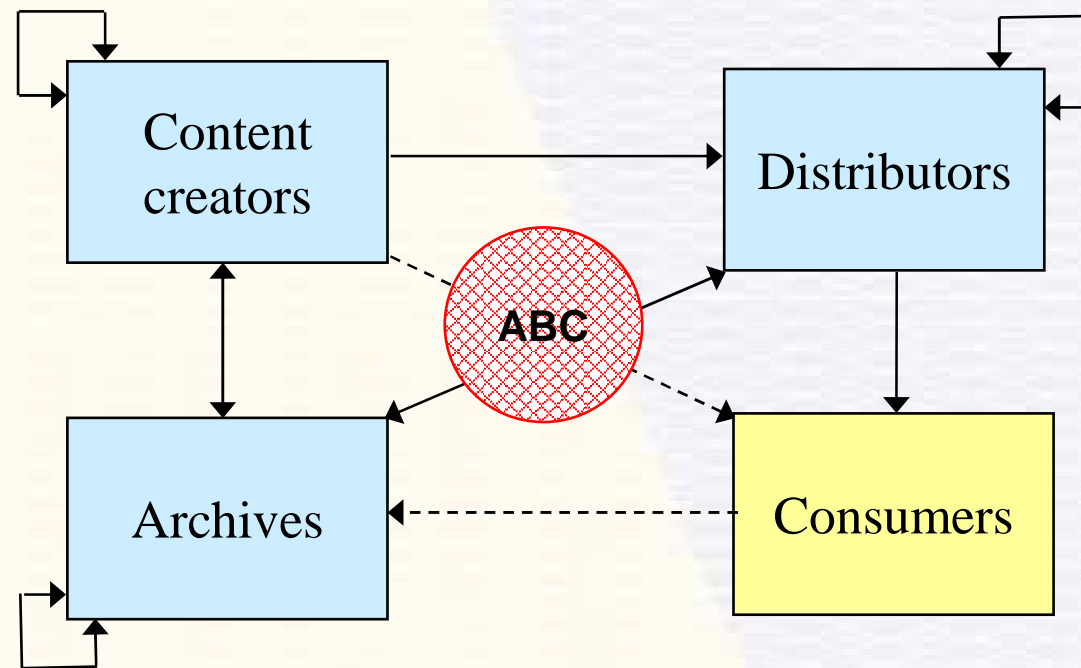 Content
creators
Distributors
ABC
Archives
Consumers